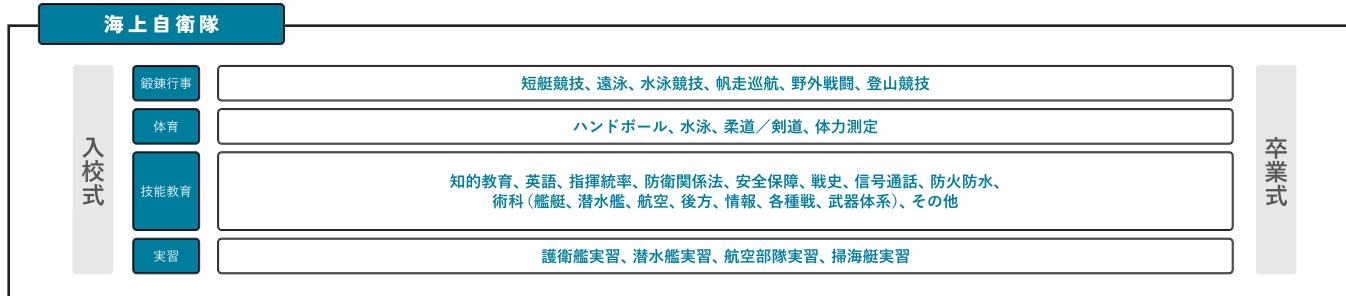 海上自衛隊
入校式
鍛錬行事
短艇競技、遠泳、水泳競技、帆走巡航、野外戦闘、登山競技
体育
ハンドボール、水泳、柔道／剣道、体力測定
技能教育
知的教育、英語、指揮統率、防衛関係法、安全保障、戦史、信号通話、防火防水、
術科（艦艇、潜水艦、航空、後方、情報、各種戦、武器体系）、その他
実習
護衛艦実習、潜水艦実習、航空部隊実習、掃海艇実習
卒業式